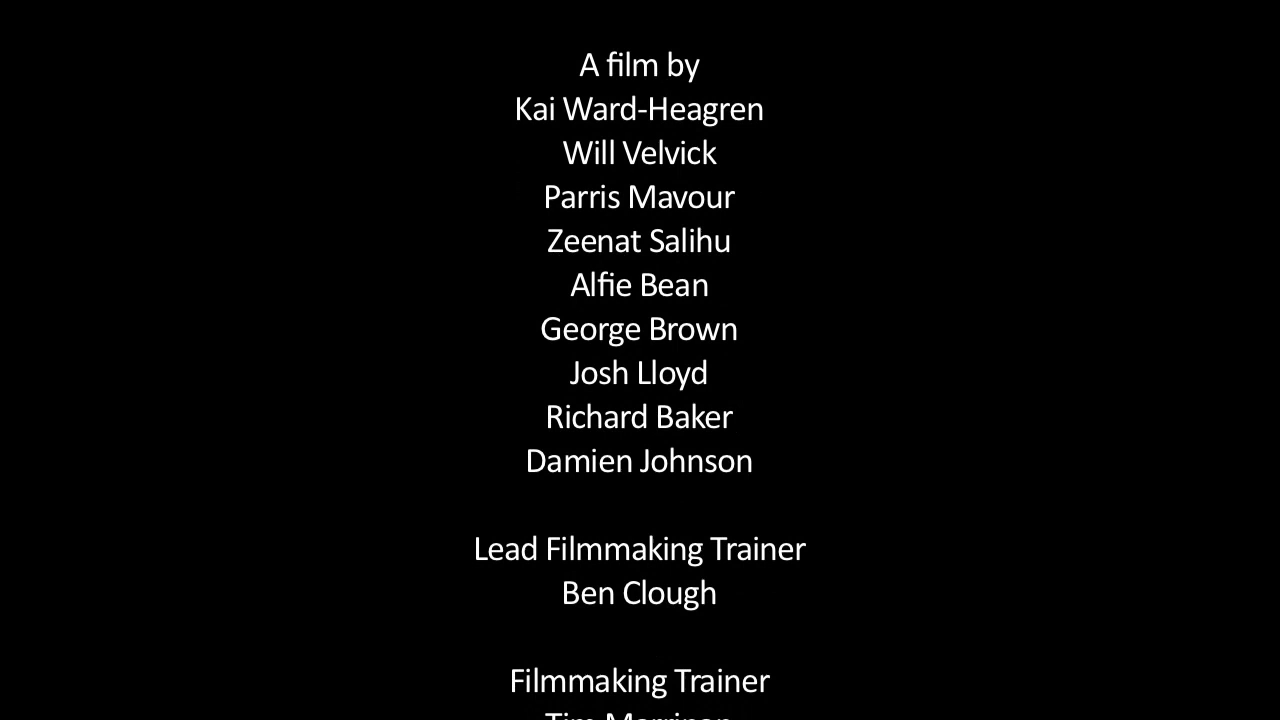 A film by
Kai Ward-Heagren
Will Velvick
Parris Mavour
Zeenat Salihu
Alfie Bean
George Brown
Josh Lloyd
Richard Baker
Damien Johnson
Lead Filmmaking Trainer
Ben Clough
Filmmaking Trainer
Tim